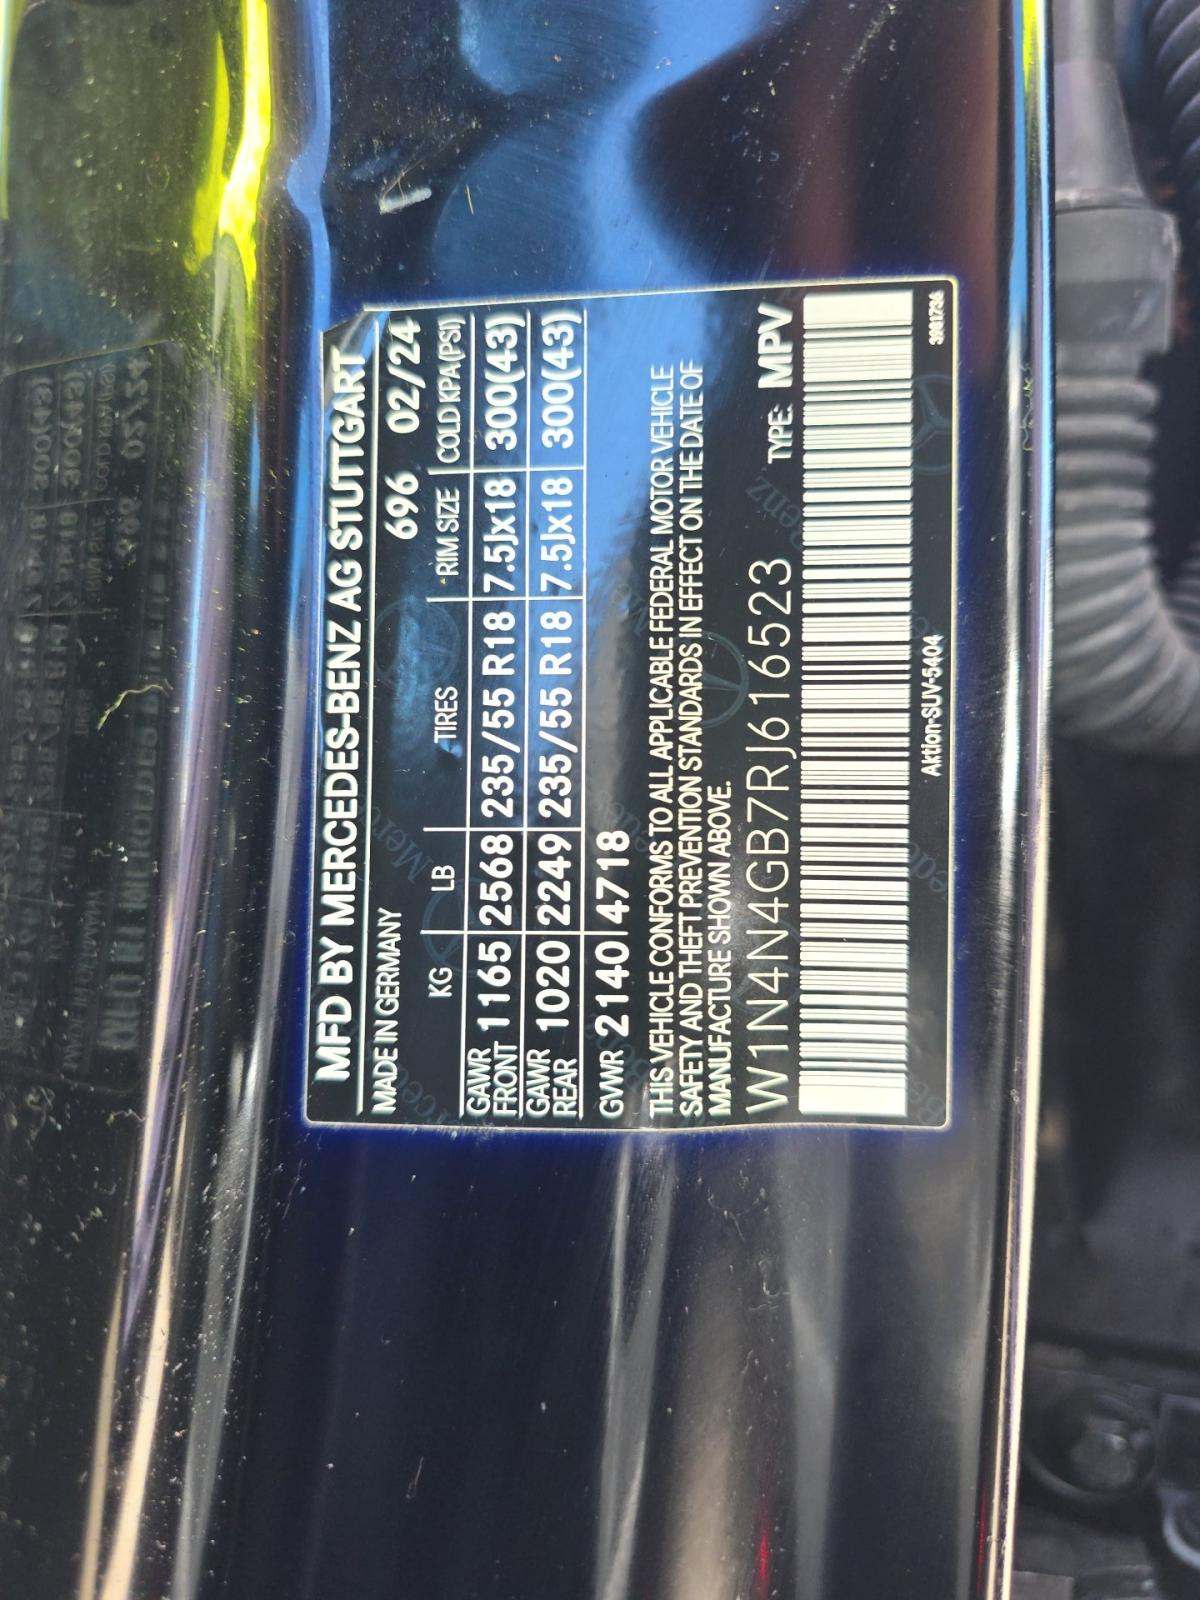 MFD BY MERCEDES-BENZ AG STUTTGART
MADE IN GERMANY 696 02/24
KG LB TIRES RIM SIZE COLD KPA(PSI)
GAWR FRONT 1165 2568 235/55 R18 7.5Jx18 300(43)
GAWR REAR 1020 2249 235/55 R18 7.5Jx18 300(43)
GVWR 2140 4718
THIS VEHICLE CONFORMS TO ALL APPLICABLE FEDERAL MOTOR VEHICLE
SAFETY AND THEFT PREVENTION STANDARDS IN EFFECT ON THE DATE OF
MANUFACTURE SHOWN ABOVE.
W1N4N4GB7RJ616523 TYPE: MPV
Aktion-SUV-5404